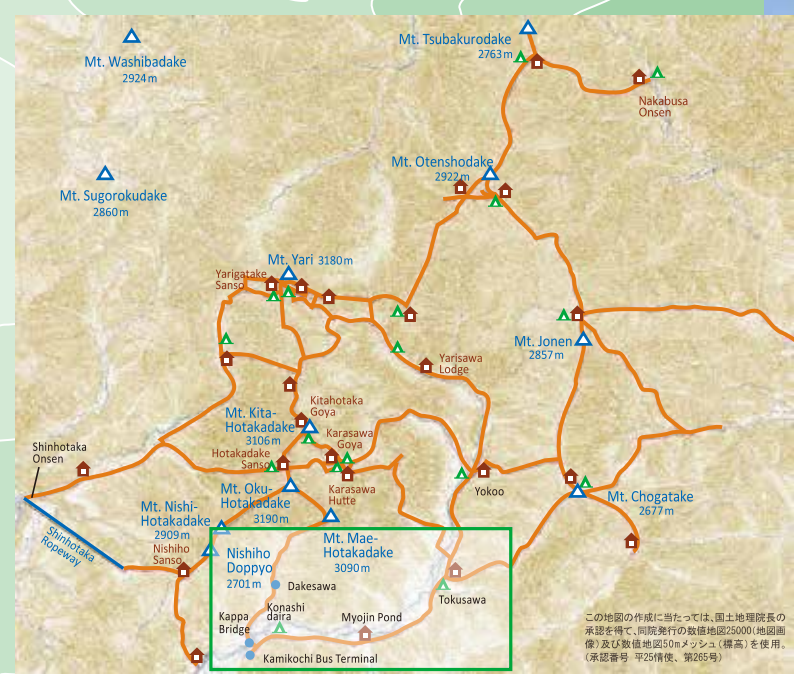 Mt. Tsubakurodake
2763m
Mt. Washibadake
2924m
Nakabusa
Onsen
Mt. Otenshodake
2922m
Mt. Sugorokudake
2860m
Mt. Yari 3180m
Yarigatake
Sanso
Mt. Jonen
2857m
Yarisawa
Lodge
Kitahotaka
Goya
Mt. Kita-
Hotakadake
3106m
Karasawa
Goya
Hotakadake
Sanso
Shinhotaka
Onsen
Mt. Oku-
Hotakadake
3190m
Karasawa
Hutte
Yokoo
Mt. Chogatake
2677m
Mt. Nishi-
Hotakadake
2909m
Nishiho
Sanso
Shinhotaka
Ropeway
Mt. Mae-
Hotakadake
3090m
Nishiho
Doppyo
2701m
Dakesawa
Tokusawa
Konashi
daira
Kappa
Bridge
Myojin Pond
Kamikochi Bus Terminal
この地図の作成に当たっては、国土地理院長の
承認を得て、同院発行の数値地図25000(地図画
像)及び数値地図50mメッシュ(標高)を使用。
(承認番号 平25情使、第265号)